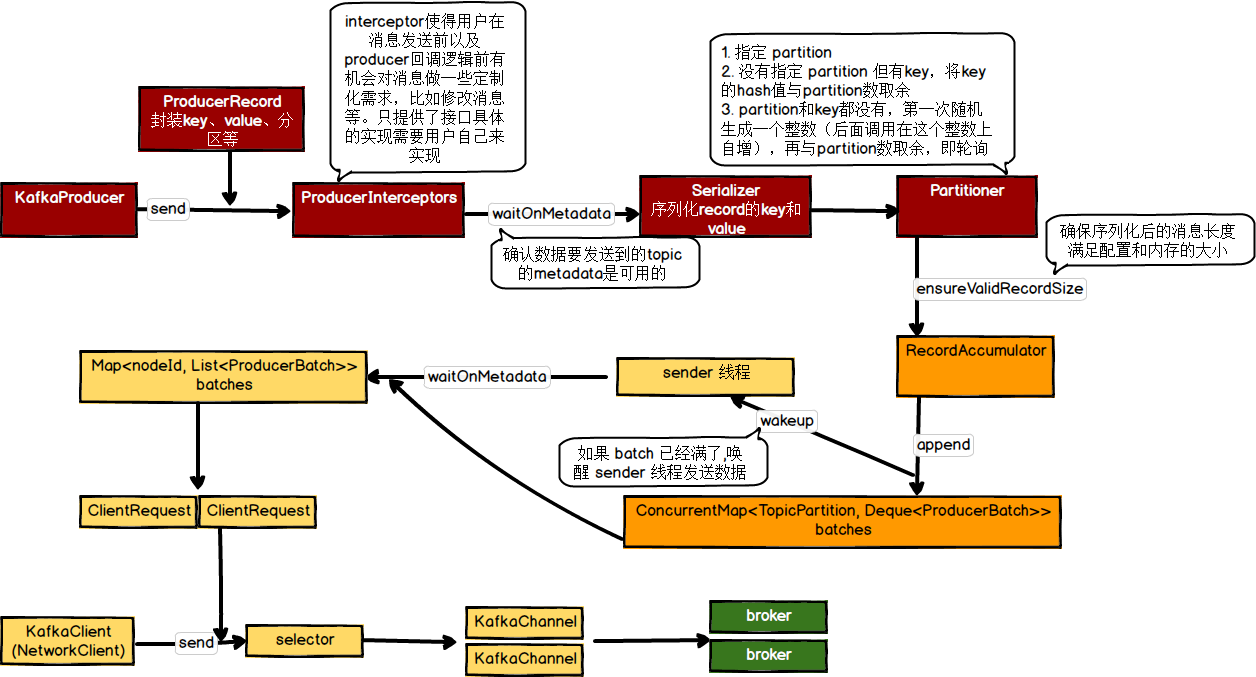 interceptor使得用户在
消息发送前以及
producer回调逻辑前有
机会对消息做一些定制
化需求，比如修改消息
等。只提供了接口具体
的实现需要用户自己来
实现
1. 指定 partition
2. 没有指定 partition 但有key，将key
的hash值与partition数取余
3. partition和key都没有，第一次随机
生成一个整数（后面调用在这个整数上
自增），再与partition数取余，即轮询
ProducerRecord
封装key、value、分
区等
KafkaProducer
send
ProducerInterceptors
waitOnMetadata
Serializer
序列化record的key和
value
Partitioner
确认数据要发送到的topic
的metadata是可用的
确保序列化后的消息长度
满足配置和内存的大小
ensureValidRecordSize
RecordAccumulator
Map<nodeId, List<ProducerBatch>>
batches
waitOnMetadata
sender 线程
wakeup
append
如果 batch 已经满了,唤
醒 sender 线程发送数据
ConcurrentMap<TopicPartition, Deque<ProducerBatch>>
batches
ClientRequest
ClientRequest
KafkaClient
(NetworkClient)
send
selector
KafkaChannel
KafkaChannel
broker
broker